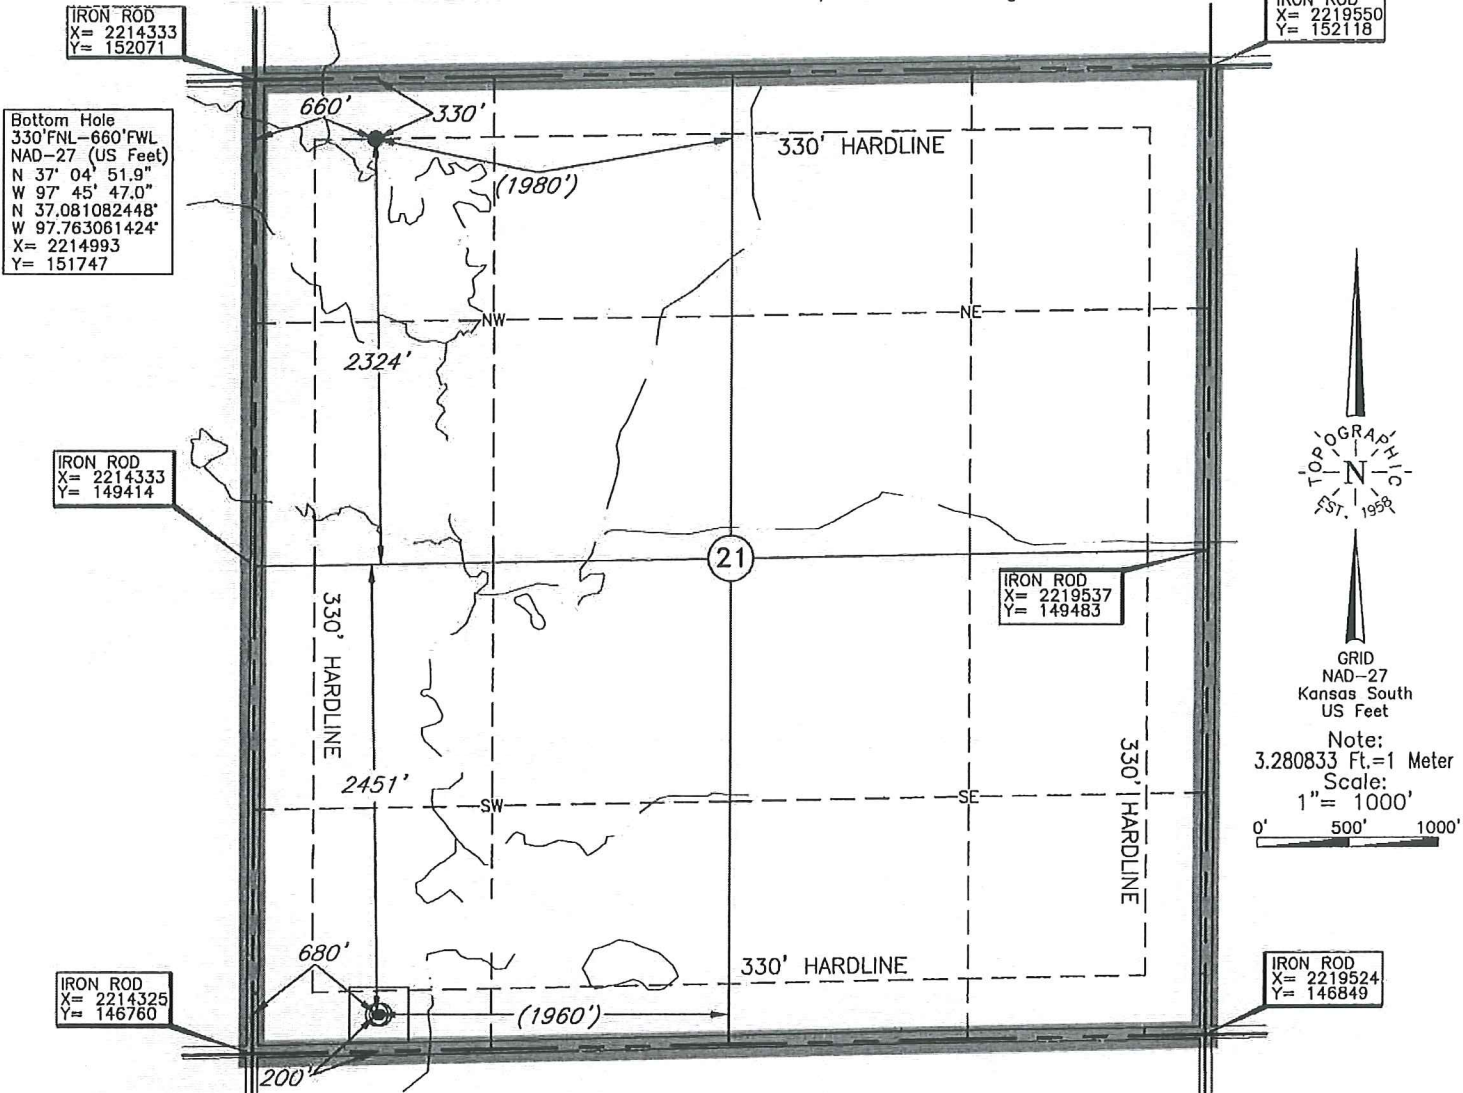 IRON ROD
X= 2214333
Y= 152071
IRON ROD
X= 2219550
Y= 152118
Bottom Hole
330'FNL-660'FWL
NAD-27 (US Feet)
N 37° 04' 51.9"
W 97° 45' 47.0"
N 37.081082448°
W 97.763061424°
X= 2214993
Y= 151747
660'
330'
330' HARDLINE
(1980')
NW
NE
2324'
IRON ROD
X= 2214333
Y= 149414
TOPOGRAPHIC
N
EST. 1958
21
IRON ROD
X= 2219537
Y= 149483
330' HARDLINE
GRID
NAD-27
Kansas South
US Feet
Note:
3.280833 Ft.=1 Meter
Scale:
1"= 1000'
0' 500' 1000'
2451'
SW
SE
330' HARDLINE
680'
330' HARDLINE
IRON ROD
X= 2214325
Y= 146760
(1960')
IRON ROD
X= 2219524
Y= 146849
200'